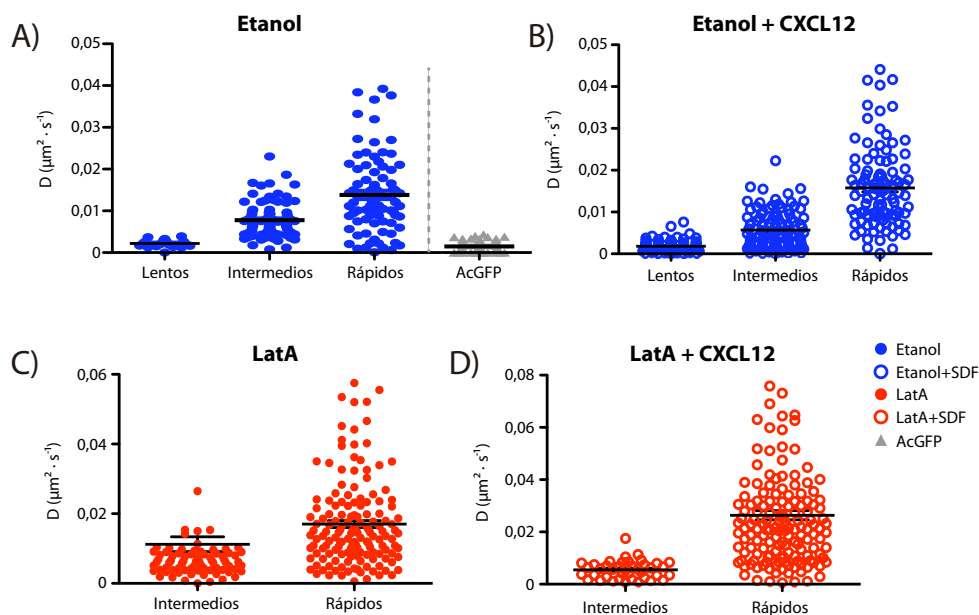 A)
Etanol
D (µm² · s⁻¹)
0,05
0,04
0,03
0,02
0,01
0
Lentos
Intermedios
Rápidos
AcGFP
B)
Etanol + CXCL12
D (µm² · s⁻¹)
0,05
0,04
0,03
0,02
0,01
0
Lentos
Intermedios
Rápidos
C)
LatA
D (µm² · s⁻¹)
0,06
0,04
0,02
0
Intermedios
Rápidos
D)
LatA + CXCL12
D (µm² · s⁻¹)
0,08
0,06
0,04
0,02
0
Intermedios
Rápidos
Etanol
Etanol+SDF
LatA
LatA+SDF
AcGFP